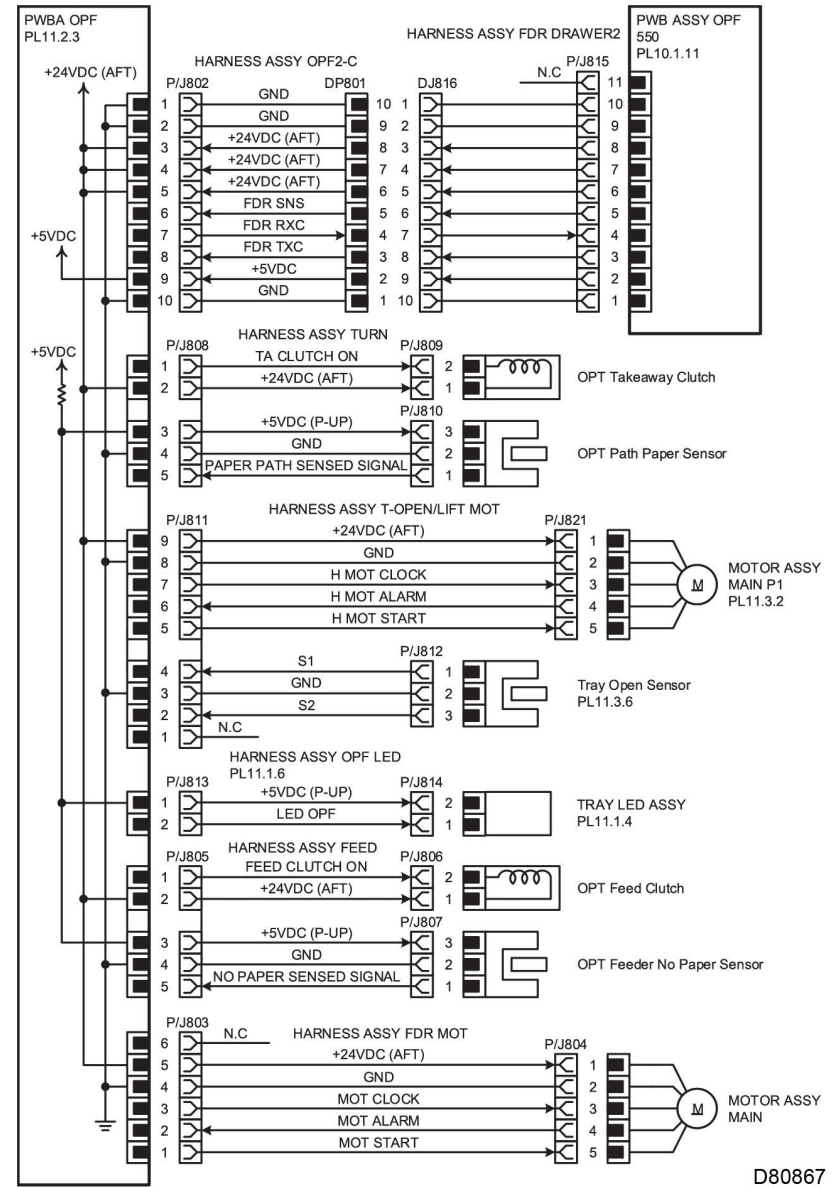 PWBA OPF
PL11.2.3
+24VDC (AFT)
HARNESS ASSY OPF2-C
HARNESS ASSY FDR DRAWER2
PWB ASSY OPF
550
PL10.1.11
P/J802
DP801
DJ816
P/J815
N.C 11
1 GND 10 1 10
2 GND 9 2 9
3 +24VDC (AFT) 8 3 8
4 +24VDC (AFT) 7 4 7
5 +24VDC (AFT) 6 5 6
6 FDR SNS 5 6 5
7 FDR RXC 4 7 4
8 FDR TXC 3 8 3
9 +5VDC 2 9 2
10 GND 1 10 1
+5VDC
+5VDC
HARNESS ASSY TURN
P/J808
P/J809
1 TA CLUTCH ON 2
2 +24VDC (AFT) 1
OPT Takeaway Clutch
P/J810
3 +5VDC (P-UP) 3
4 GND 2
5 PAPER PATH SENSED SIGNAL 1
OPT Path Paper Sensor
HARNESS ASSY T-OPEN/LIFT MOT
P/J811
P/J821
9 +24VDC (AFT) 1
8 GND 2
7 H MOT CLOCK 3
6 H MOT ALARM 4
5 H MOT START 5
M
MOTOR ASSY
MAIN P1
PL11.3.2
P/J812
4 S1 1
3 GND 2
2 S2 3
1 N.C
Tray Open Sensor
PL11.3.6
HARNESS ASSY OPF LED
PL11.1.6
P/J813
P/J814
1 +5VDC (P-UP) 2
2 LED OPF 1
TRAY LED ASSY
PL11.1.4
HARNESS ASSY FEED
P/J805
P/J806
1 FEED CLUTCH ON 2
2 +24VDC (AFT) 1
OPT Feed Clutch
P/J807
3 +5VDC (P-UP) 3
4 GND 2
5 NO PAPER SENSED SIGNAL 1
OPT Feeder No Paper Sensor
P/J803
HARNESS ASSY FDR MOT
P/J804
6 N.C
5 +24VDC (AFT) 1
4 GND 2
3 MOT CLOCK 3
2 MOT ALARM 4
1 MOT START 5
M
MOTOR ASSY
MAIN
D80867